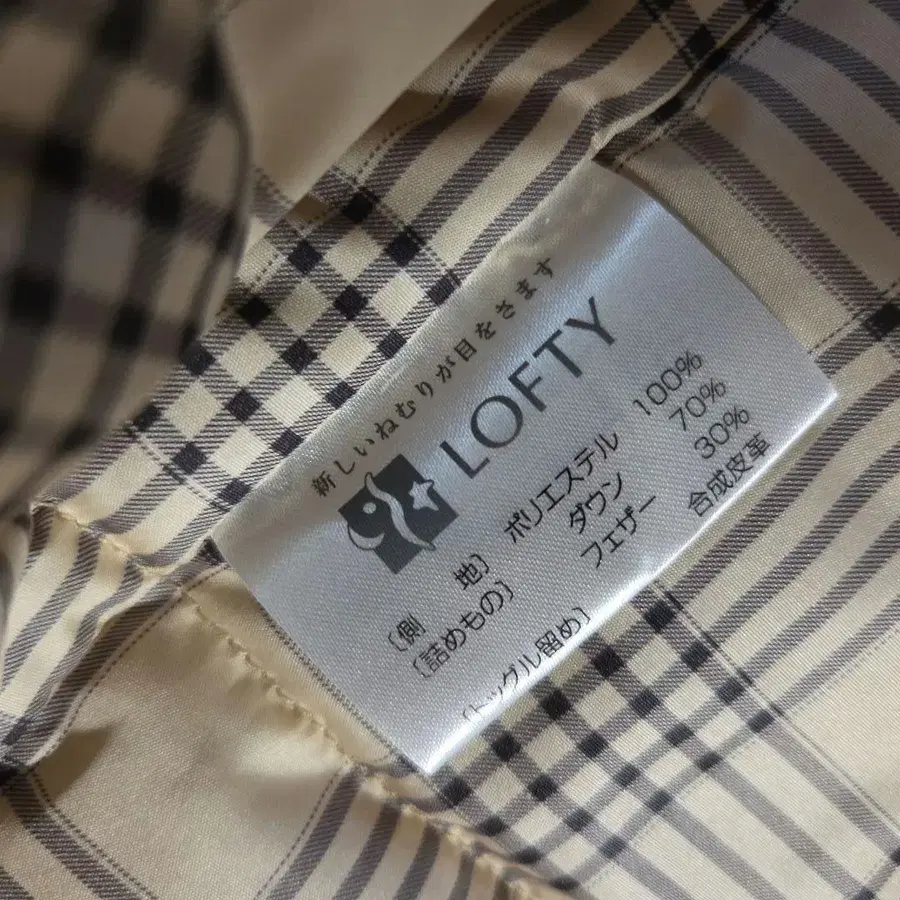 新しいねむりが目をさます
LOFTY
〔側 地〕 ポリエステル 100%
〔詰めもの〕 ダウン 70%
フェザー 30%
〔トッグル留め〕 合成皮革